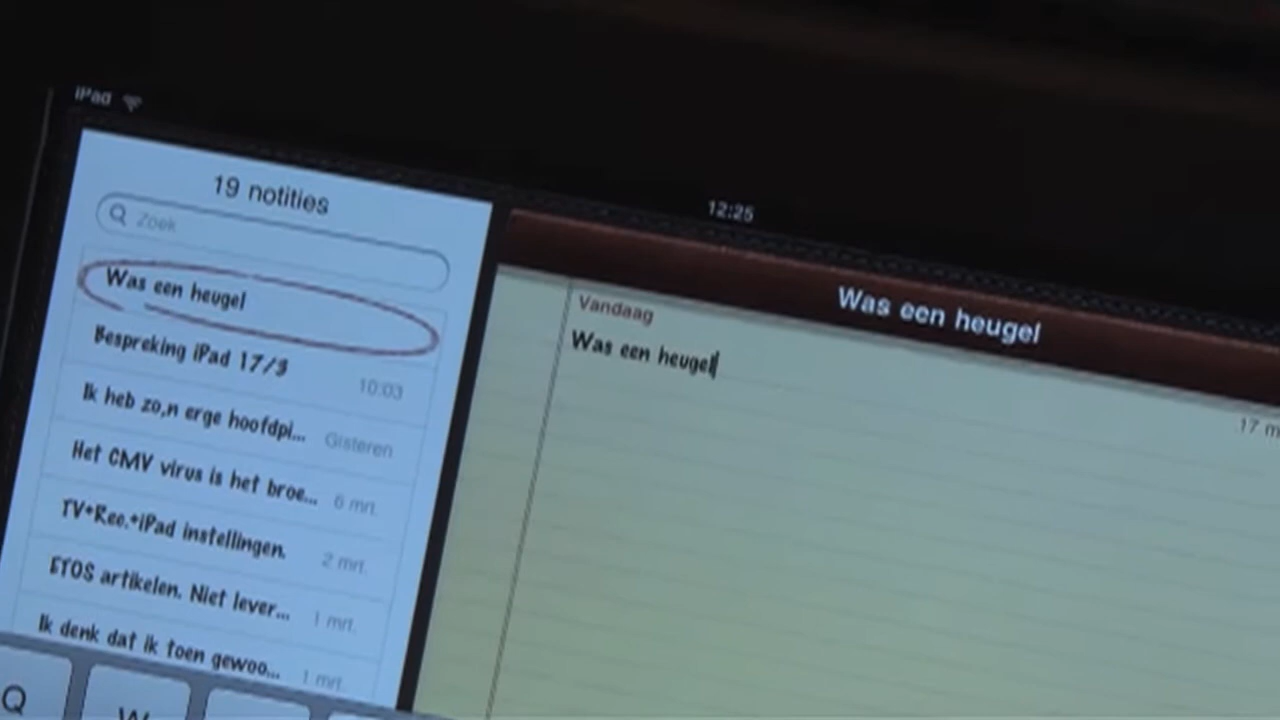 iPad
12:25
19 notities
Zoek
Was een heugel
Bespreking iPad 17/3
10:03
Ik heb zo,n erge hoofdpi...
Gisteren
Het CMV virus is het broe...
6 mrt.
TV+Rec.+iPad instellingen.
2 mrt.
ETOS artikelen. Niet lever...
1 mrt.
Ik denk dat ik toen gewoo...
1 mrt.
Was een heugel
Vandaag
17 m
Was een heugel
Q
W